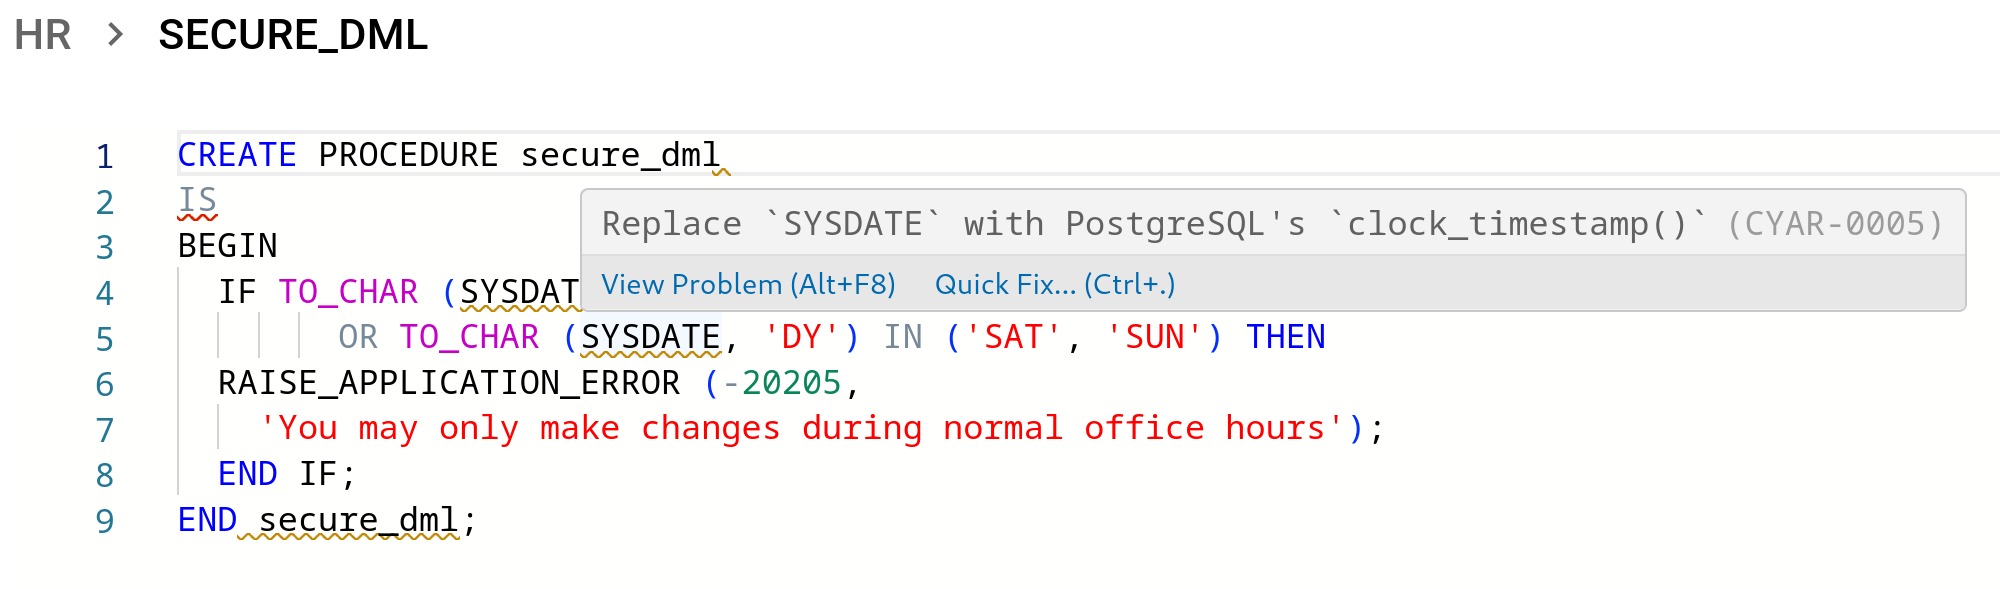 HR > SECURE_DML
1 CREATE PROCEDURE secure_dml
2 IS
Replace `SYSDATE` with PostgreSQL's `clock_timestamp()` (CYAR-0005)
3 BEGIN
View Problem (Alt+F8) Quick Fix... (Ctrl+.)
4 IF TO_CHAR (SYSDAT
5 OR TO_CHAR (SYSDATE, 'DY') IN ('SAT', 'SUN') THEN
6 RAISE_APPLICATION_ERROR (-20205,
7 'You may only make changes during normal office hours');
8 END IF;
9 END secure_dml;